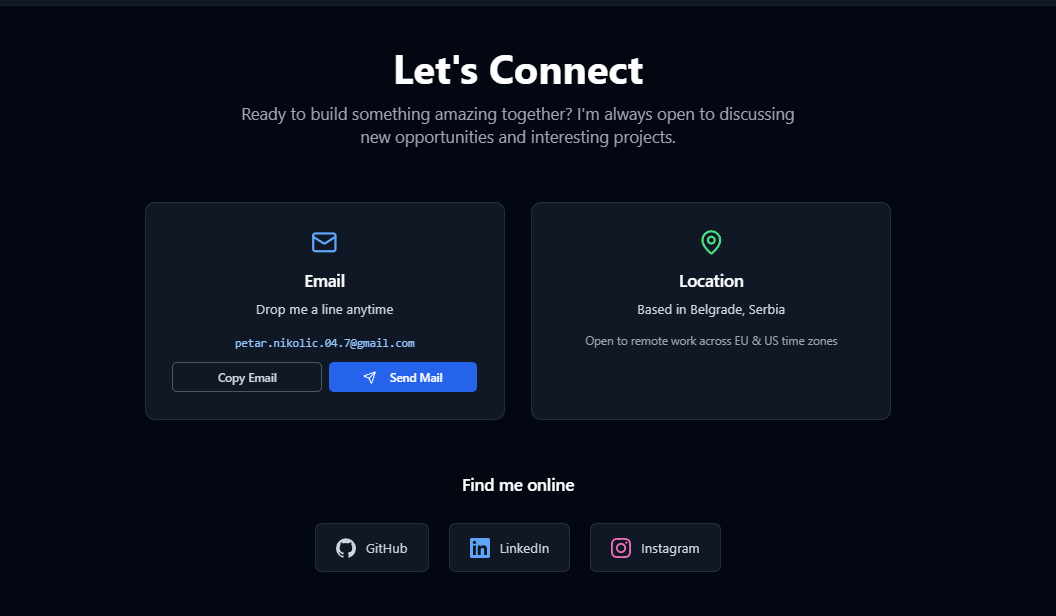 Let's Connect
Ready to build something amazing together? I'm always open to discussing
new opportunities and interesting projects.
Email
Drop me a line anytime
petar.nikolic.04.7@gmail.com
Copy Email
Send Mail
Location
Based in Belgrade, Serbia
Open to remote work across EU & US time zones
Find me online
GitHub
LinkedIn
Instagram